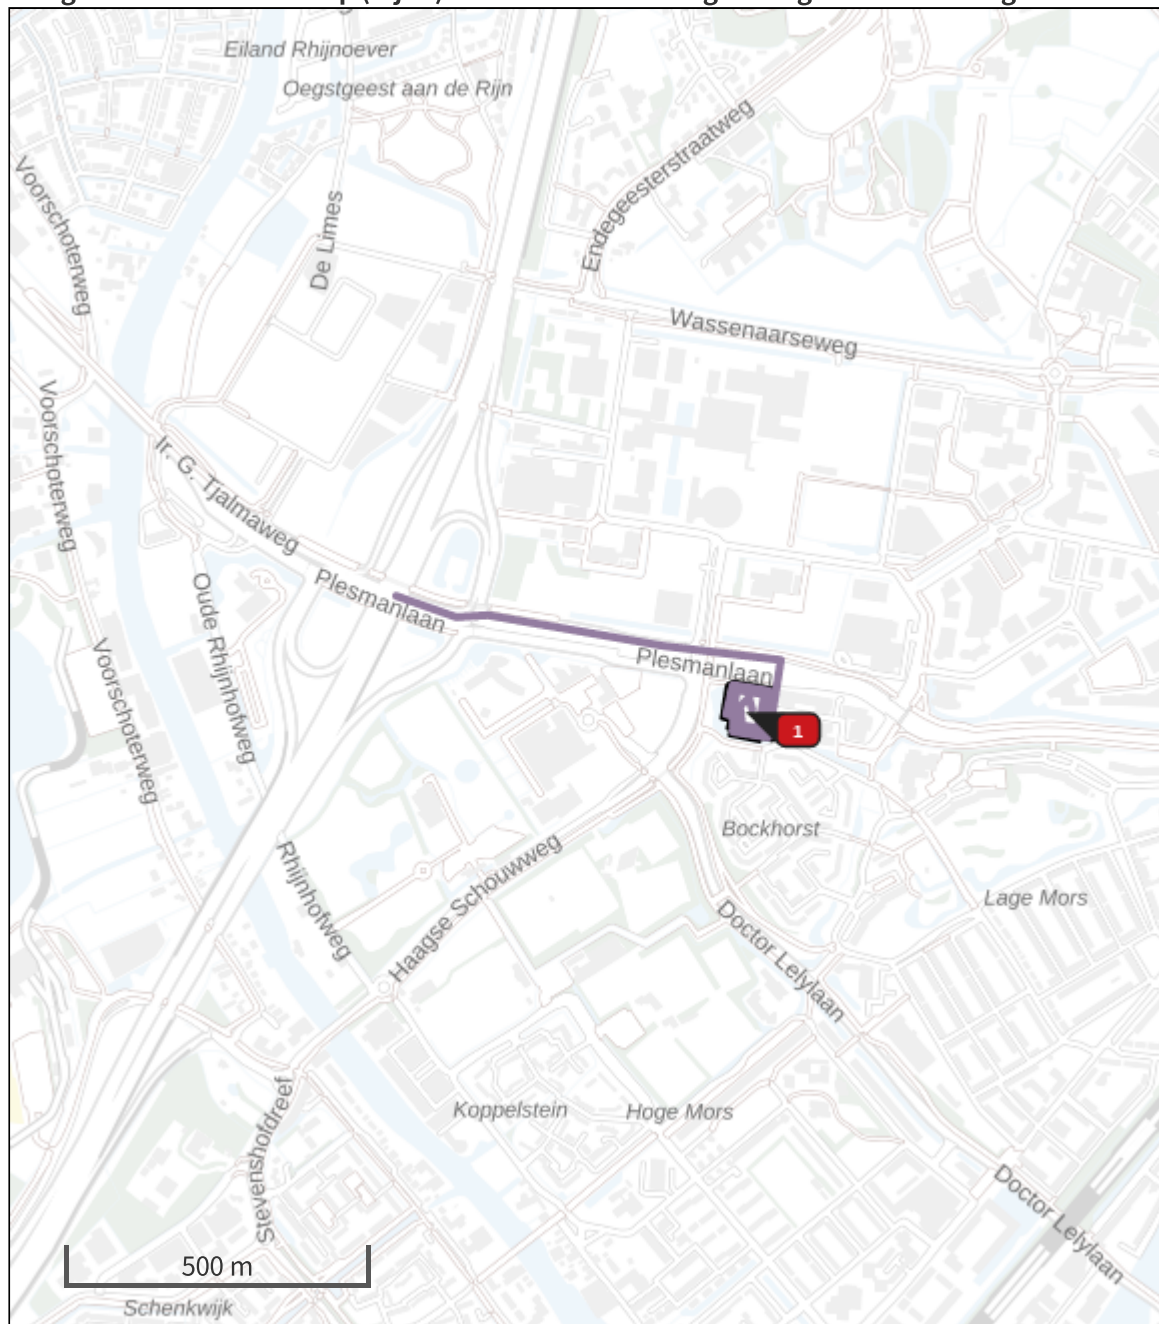 Eiland Rhijnoever
Oegstgeest aan de Rijn
Endegeesterstraatweg
Voorschoterweg
De Limes
Wassenaarseweg
Voorschoterweg
Ir. G. Tjalmaweg
Plesmanlaan
Oude Rhijnhofweg
Plesmanlaan
Voorschoterweg
1
Bockhorst
Rhijnhofweg
Haagse Schouwweg
Lage Mors
Doctor Lelylaan
Stevenshofdreef
Koppelstein
Hoge Mors
Doctor Lelylaan
500 m
Schenkwijk